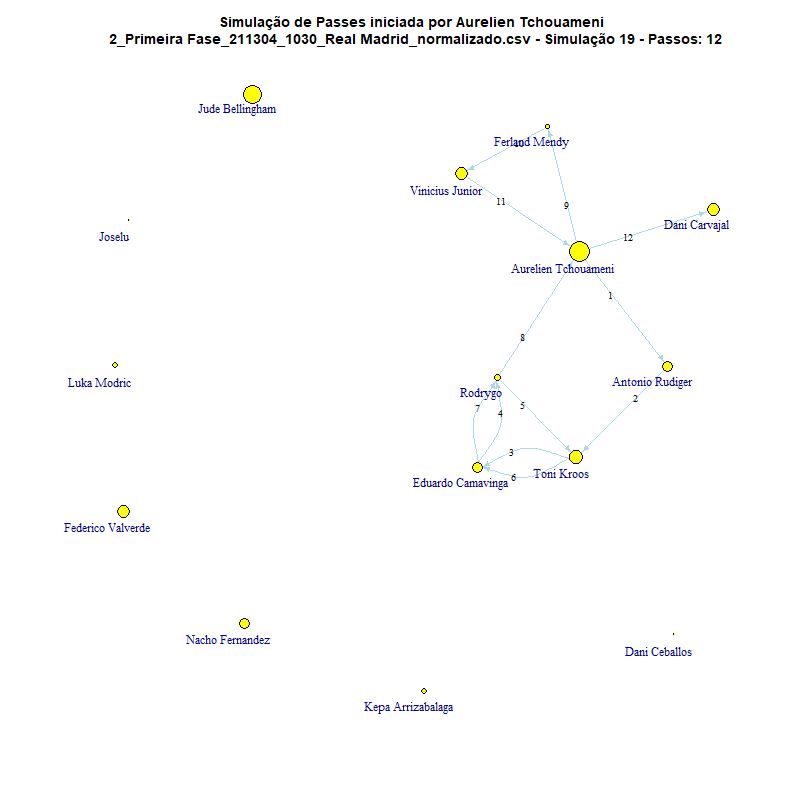 Simulação de Passes iniciada por Aurelien Tchouameni
2_Primeira Fase_211304_1030_Real Madrid_normalizado.csv - Simulação 19 - Passos: 12
Jude Bellingham
Ferland Mendy
10
Vinicius Junior
11
9
Dani Carvajal
12
Joselu
Aurelien Tchouameni
1
8
Luka Modric
Antonio Rudiger
Rodrygo
2
5
7
4
3
Toni Kroos
6
Eduardo Camavinga
Federico Valverde
Nacho Fernandez
Dani Ceballos
Kepa Arrizabalaga